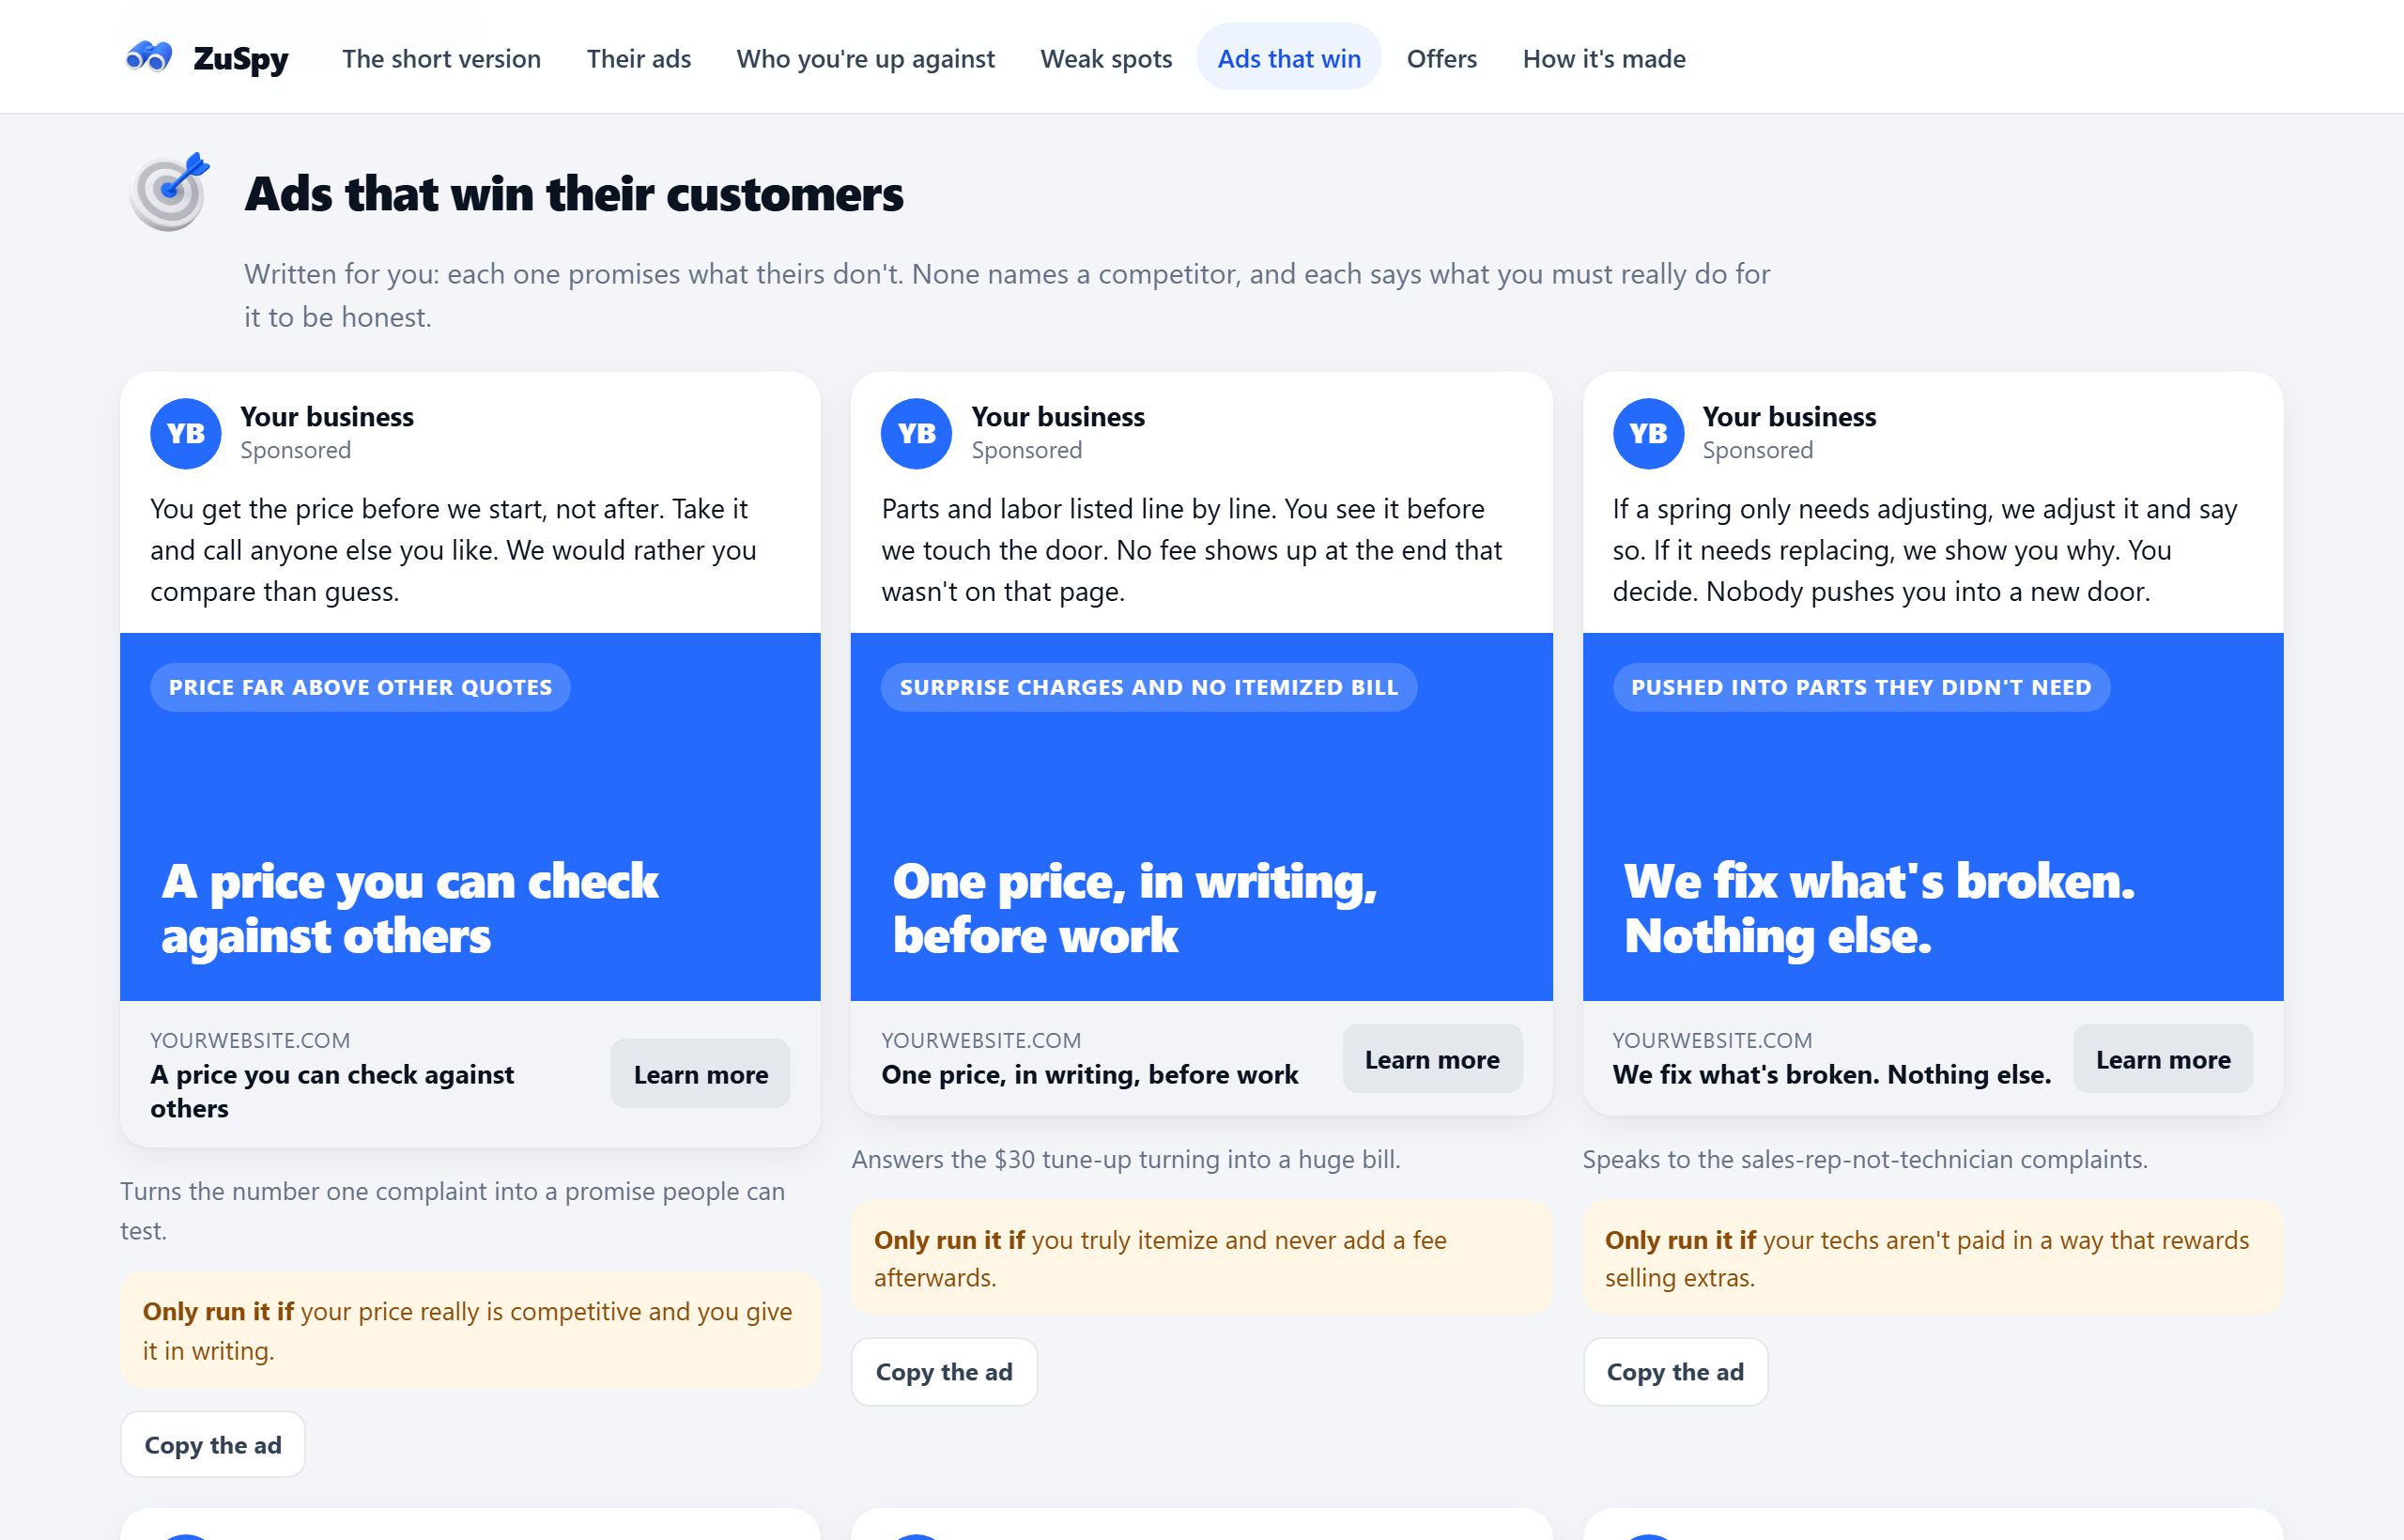 ZuSpy
The short version
Their ads
Who you're up against
Weak spots
Ads that win
Offers
How it's made
Ads that win their customers
Written for you: each one promises what theirs don't. None names a competitor, and each says what you must really do for
it to be honest.
YB
Your business
Sponsored
You get the price before we start, not after. Take it
and call anyone else you like. We would rather you
compare than guess.
PRICE FAR ABOVE OTHER QUOTES
A price you can check
against others
YOURWEBSITE.COM
A price you can check against
others
Learn more
Turns the number one complaint into a promise people can
test.
Only run it if your price really is competitive and you give
it in writing.
Copy the ad
YB
Your business
Sponsored
Parts and labor listed line by line. You see it before
we touch the door. No fee shows up at the end that
wasn't on that page.
SURPRISE CHARGES AND NO ITEMIZED BILL
One price, in writing,
before work
YOURWEBSITE.COM
One price, in writing, before work
Learn more
Answers the $30 tune-up turning into a huge bill.
Only run it if you truly itemize and never add a fee
afterwards.
Copy the ad
YB
Your business
Sponsored
If a spring only needs adjusting, we adjust it and say
so. If it needs replacing, we show you why. You
decide. Nobody pushes you into a new door.
PUSHED INTO PARTS THEY DIDN'T NEED
We fix what's broken.
Nothing else.
YOURWEBSITE.COM
We fix what's broken. Nothing else.
Learn more
Speaks to the sales-rep-not-technician complaints.
Only run it if your techs aren't paid in a way that rewards
selling extras.
Copy the ad